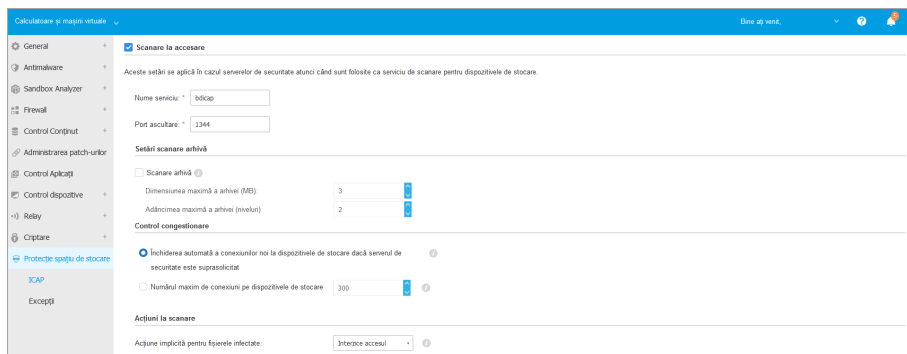 Calculatoare și mașini virtuale
Bine ați venit,
General
Antimalware
Sandbox Analyzer
Firewall
Control Conținut
Administrarea patch-urilor
Control Aplicații
Control dispozitive
Relay
Criptare
Protecție spațiu de stocare
ICAP
Excepții
Scanare la accesare
Aceste setări se aplică în cazul serverelor de securitate atunci când sunt folosite ca serviciu de scanare pentru dispozitivele de stocare.
Nume serviciu: * bdicap
Port ascultare: * 1344
Setări scanare arhivă
Scanare arhivă
Dimensiunea maximă a arhivei (MB): 3
Adâncimea maximă a arhivei (niveluri): 2
Control congestionare
Închiderea automată a conexiunilor noi la dispozitivele de stocare dacă serverul de
securitate este suprasolicitat
Numărul maxim de conexiuni pe dispozitivele de stocare 300
Acțiuni la scanare
Acțiune implicită pentru fișierele infectate: Interzice accesul